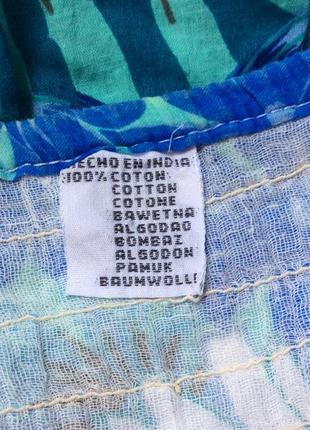 HECHO EN INDIA
100% COTON
COTTON
COTONE
BAWETNA
ALGODAO
BOMBAZ
ALGODON
PAMUK
BAUMWOLLE